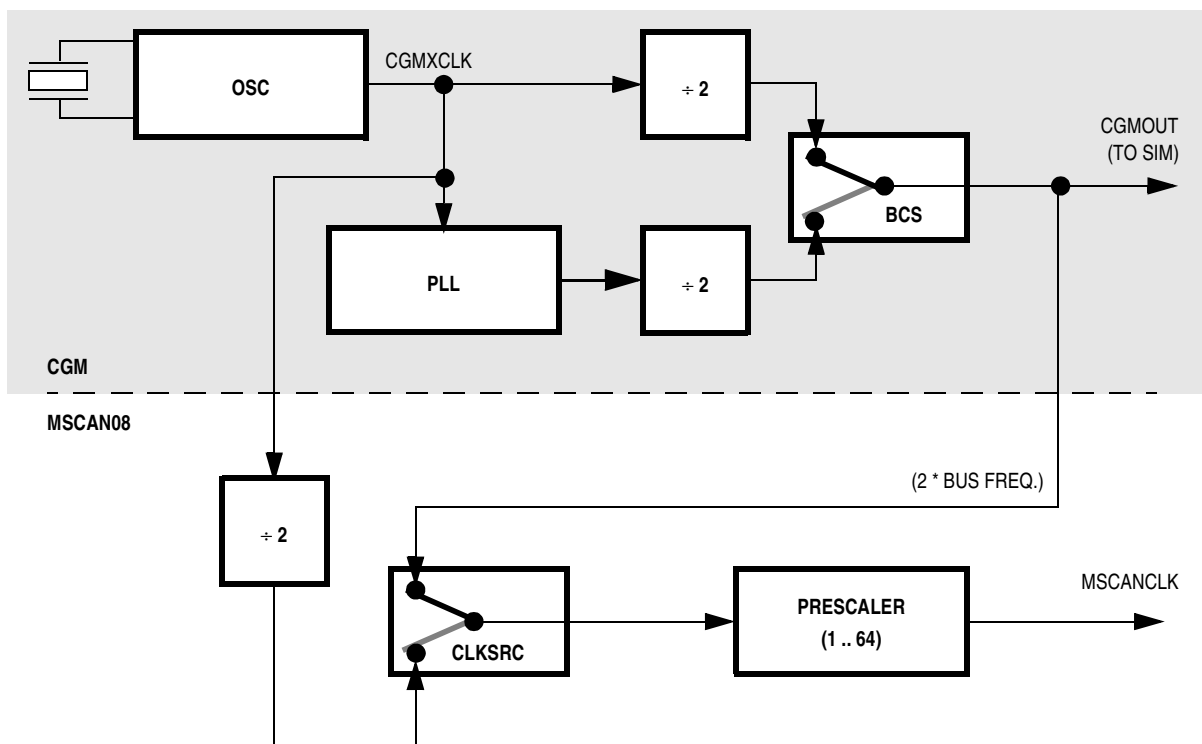 CGMXCLK
OSC
÷ 2
CGMOUT
(TO SIM)
BCS
PLL
÷ 2
CGM
MSCAN08
(2 * BUS FREQ.)
÷ 2
MSCANCLK
PRESCALER
(1 .. 64)
CLKSRC